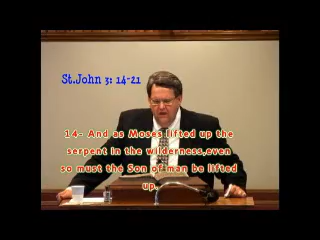 St.John 3: 14-21
14- And as Moses lifted up the
serpent in the wilderness,even
so must the Son of man be lifted
up.